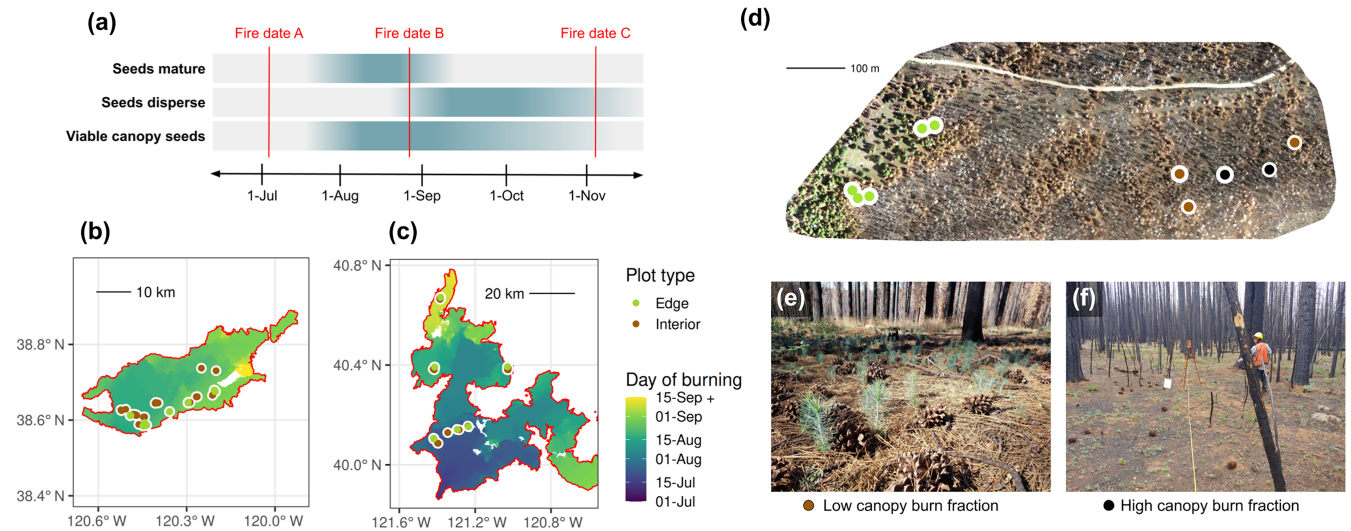 (a)
Fire date A
Fire date B
Fire date C
Seeds mature
Seeds disperse
Viable canopy seeds
1-Jul
1-Aug
1-Sep
1-Oct
1-Nov
(b)
10 km
38.8° N
38.6° N
38.4° N
120.6° W
120.3° W
120.0° W
(c)
20 km
40.8° N
40.4° N
40.0° N
121.6° W
121.2° W
120.8° W
Plot type
Edge
Interior
Day of burning
15-Sep +
01-Sep
15-Aug
01-Aug
15-Jul
01-Jul
(d)
100 m
(e)
(f)
Low canopy burn fraction
High canopy burn fraction